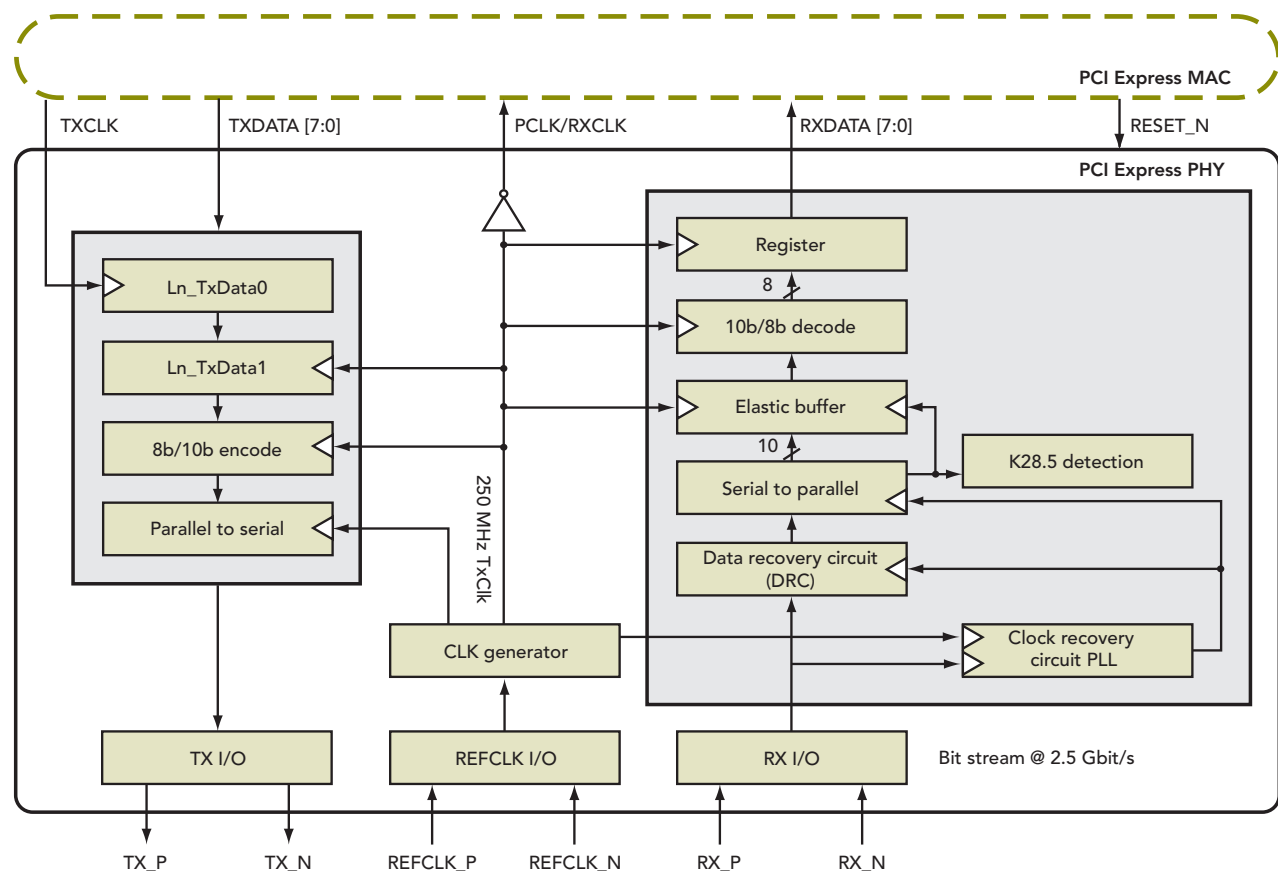 PCI Express MAC
TXCLK
TXDATA [7:0]
PCLK/RXCLK
RXDATA [7:0]
RESET_N
PCI Express PHY
Ln_TxData0
Ln_TxData1
8b/10b encode
Parallel to serial
250 MHz TxClk
Register
8
10b/8b decode
Elastic buffer
10
K28.5 detection
Serial to parallel
Data recovery circuit
(DRC)
CLK generator
Clock recovery
circuit PLL
TX I/O
REFCLK I/O
RX I/O
Bit stream @ 2.5 Gbit/s
TX_P
TX_N
REFCLK_P
REFCLK_N
RX_P
RX_N